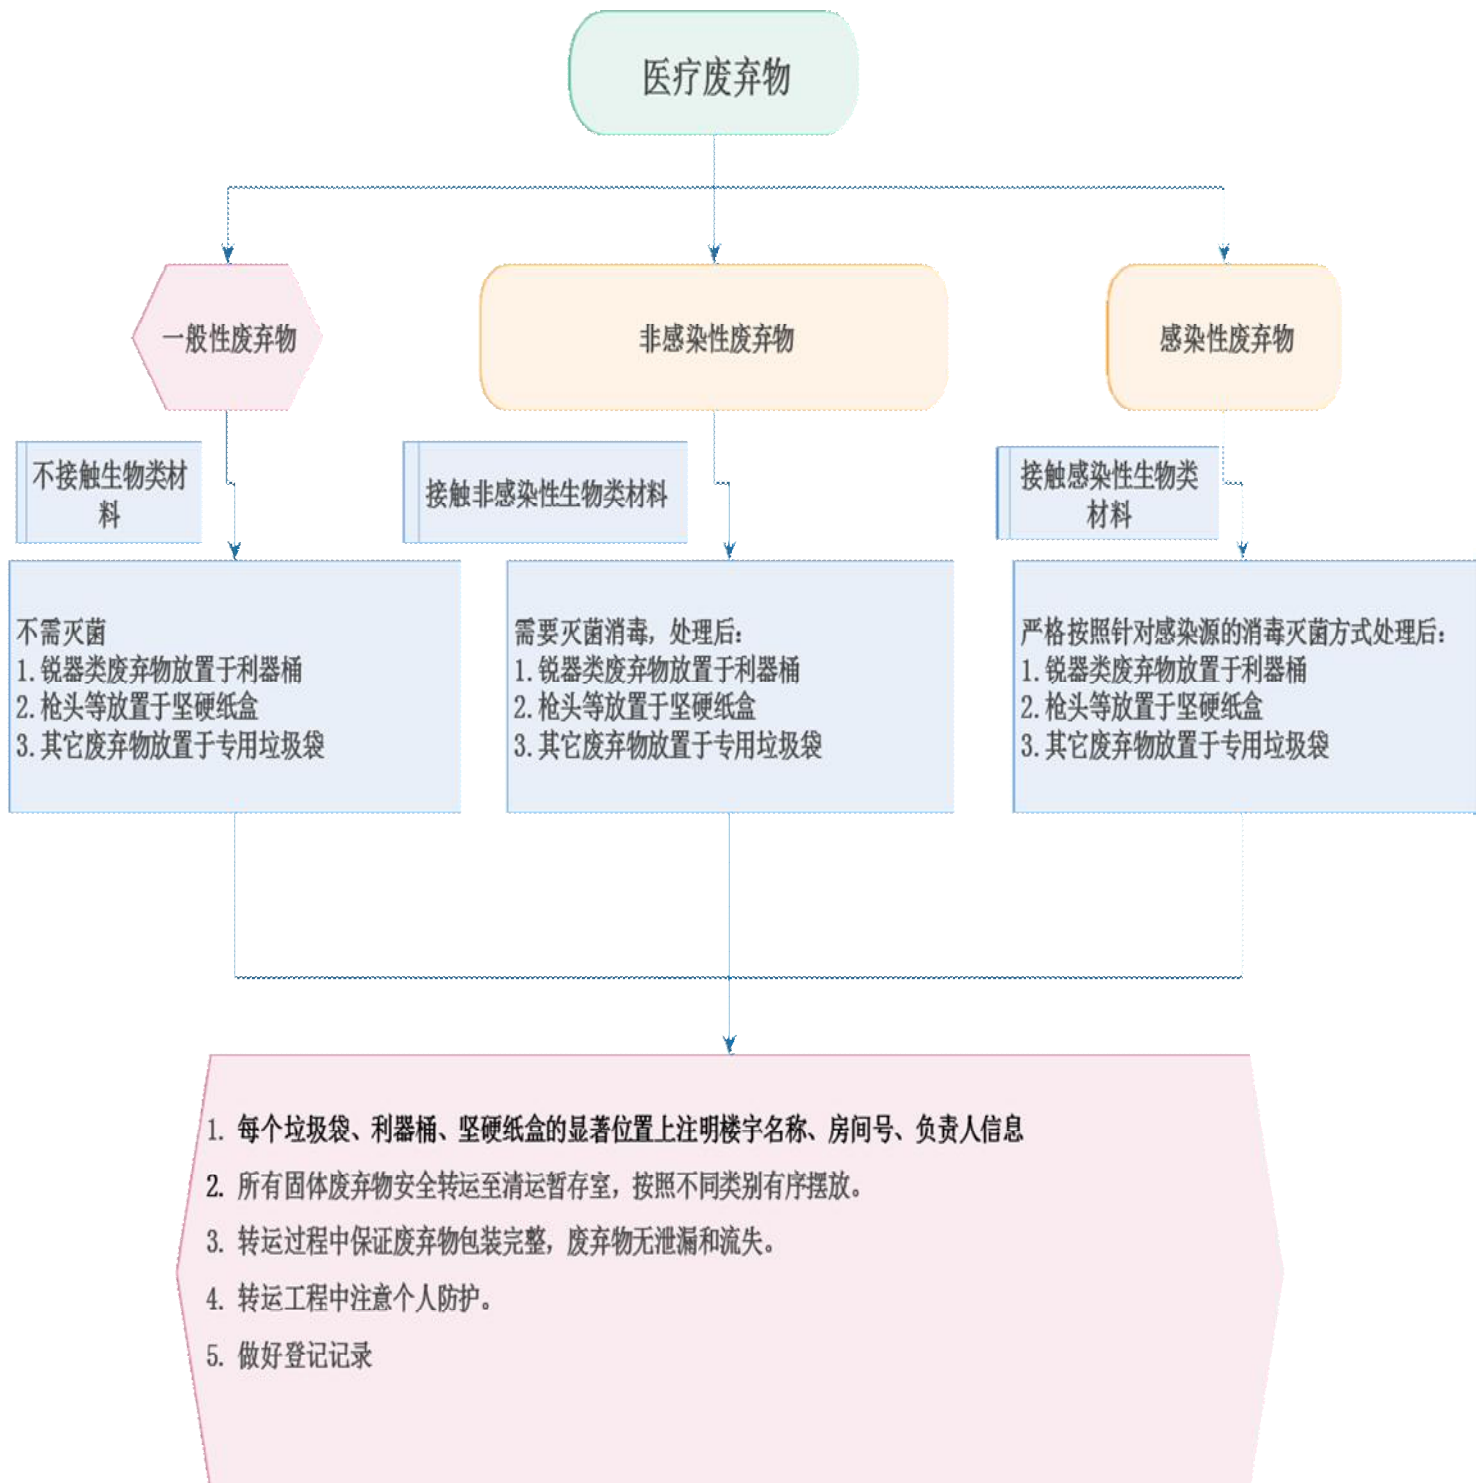 医疗废弃物
一般性废弃物
非感染性废弃物
感染性废弃物
不接触生物类材
料
接触非感染性生物类材料
接触感染性生物类
材料
不需灭菌
1.锐器类废弃物放置于利器桶
2.枪头等放置于坚硬纸盒
3.其它废弃物放置于专用垃圾袋
需要灭菌消毒，处理后：
1.锐器类废弃物放置于利器桶
2.枪头等放置于坚硬纸盒
3.其它废弃物放置于专用垃圾袋
严格按照针对感染源的消毒灭菌方式处理后：
1.锐器类废弃物放置于利器桶
2.枪头等放置于坚硬纸盒
3.其它废弃物放置于专用垃圾袋
1. 每个垃圾袋、利器桶、坚硬纸盒的显著位置上注明楼宇名称、房间号、负责人信息
2. 所有固体废弃物安全转运至清运暂存室，按照不同类别有序摆放。
3. 转运过程中保证废弃物包装完整，废弃物无泄漏和流失。
4. 转运工程中注意个人防护。
5. 做好登记记录